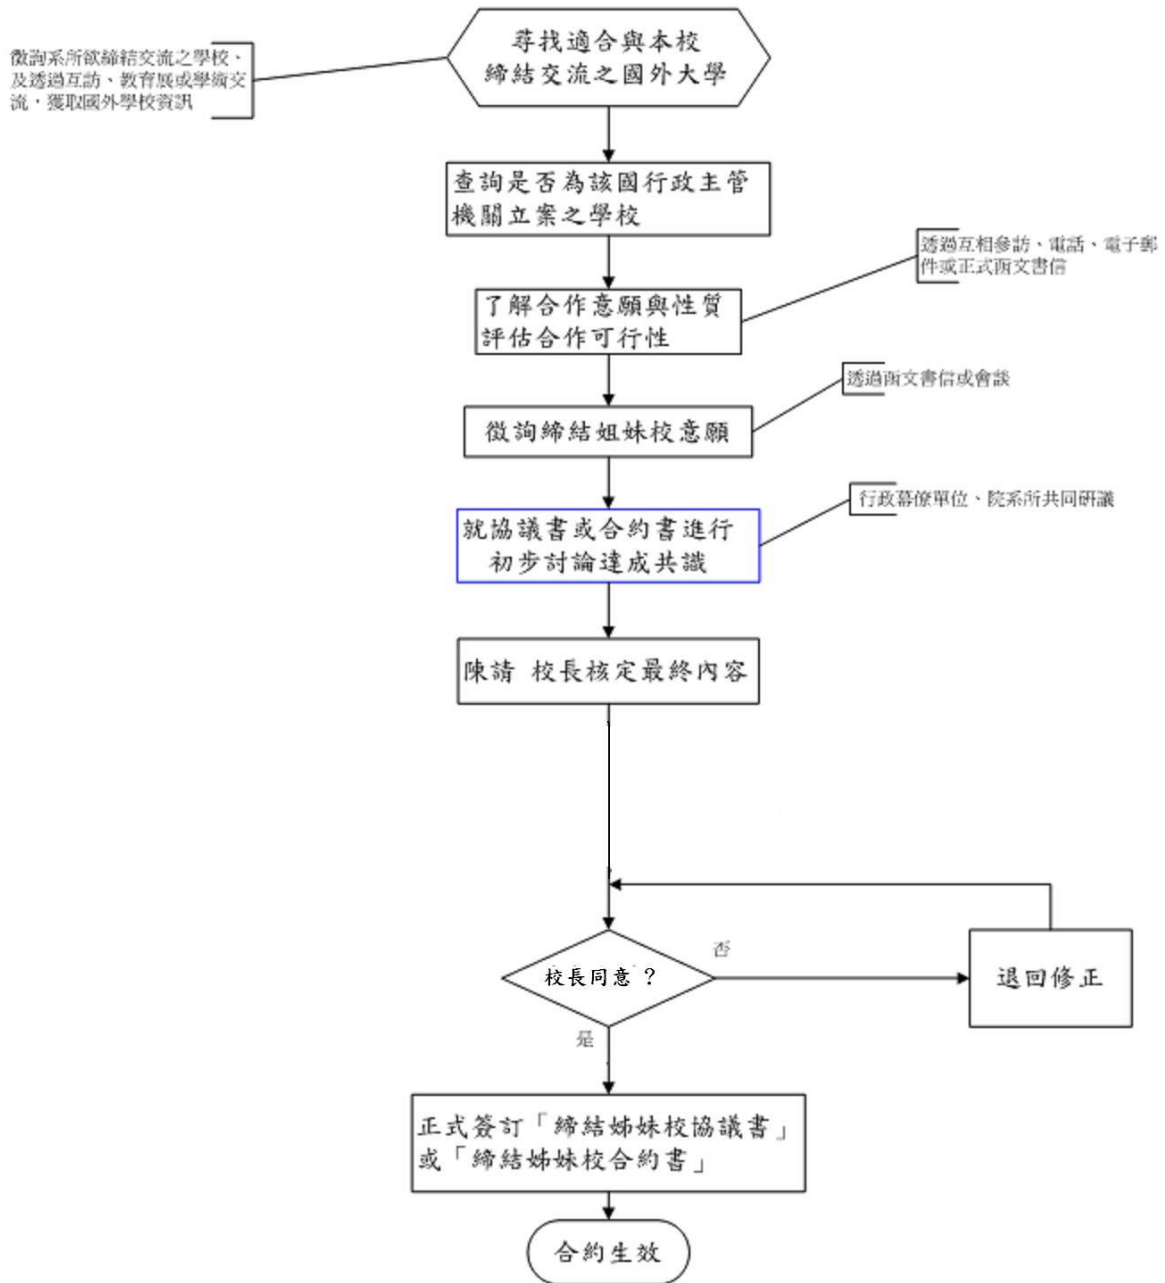 尋找適合與本校
締結交流之國外大學
徵詢系所欲締結交流之學校、
及透過互訪、教育展或學術交
流，獲取國外學校資訊
查詢是否為該國行政主管
機關立案之學校
透過互相參訪、電話、電子郵
件或正式函文書信
了解合作意願與性質
評估合作可行性
透過函文書信或會談
徵詢締結姐妹校意願
行政幕僚單位、院系所共同研議
就協議書或合約書進行
初步討論達成共識
陳請 校長核定最終內容
否
校長同意？
退回修正
是
正式簽訂「締結姊妹校協議書」
或「締結姊妹校合約書」
合約生效